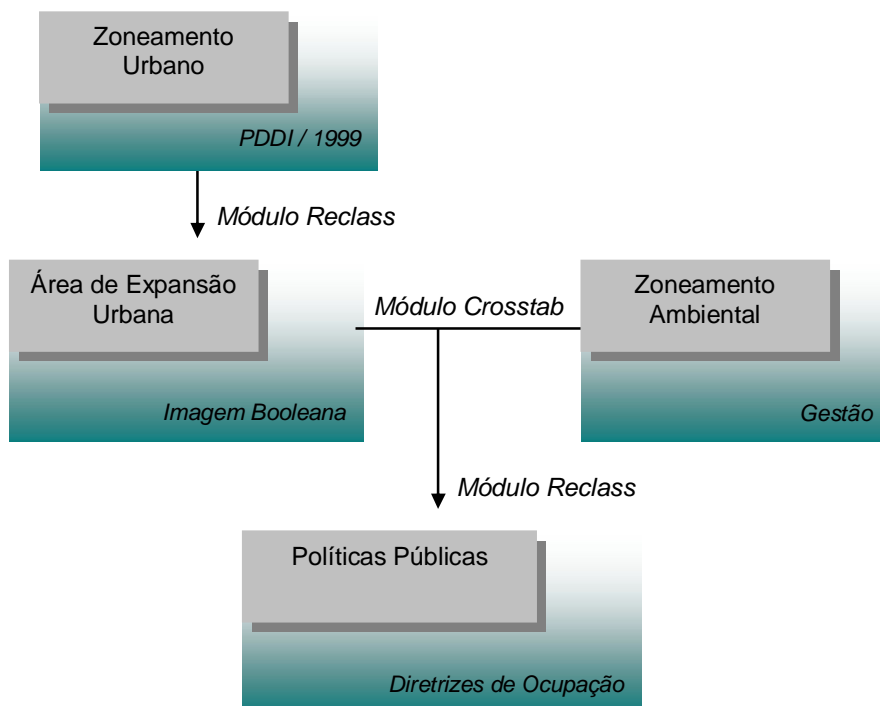 Zoneamento
Urbano
PDDI / 1999
Módulo Reclass
Área de Expansão
Urbana
Imagem Booleana
Módulo Crosstab
Zoneamento
Ambiental
Gestão
Módulo Reclass
Políticas Públicas
Diretrizes de Ocupação